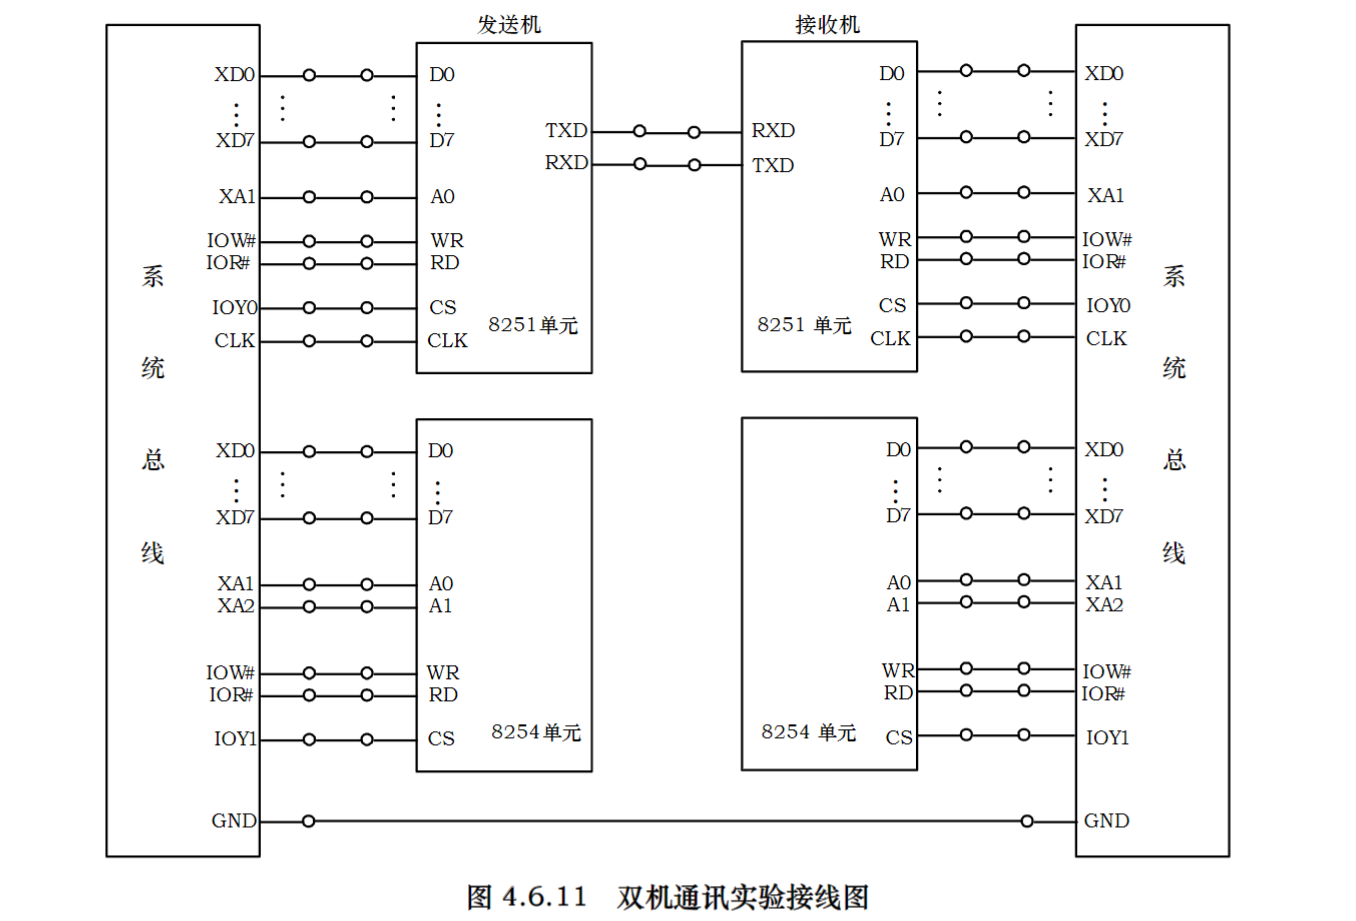 发送机
接收机
XD0 D0 D0 XD0
XD7 D7 TXD RXD D7 XD7
RXD TXD
XA1 A0 A0 XA1
IOW# WR WR IOW#
IOR# RD RD IOR#
IOY0 CS CS IOY0
8251单元 8251 单元
CLK CLK CLK CLK
系统总线
系统总线
XD0 D0 D0 XD0
XD7 D7 D7 XD7
XA1 A0 A0 XA1
XA2 A1 A1 XA2
IOW# WR WR IOW#
IOR# RD RD IOR#
8254单元 8254 单元
IOY1 CS CS IOY1
GND GND
图 4.6.11 双机通讯实验接线图